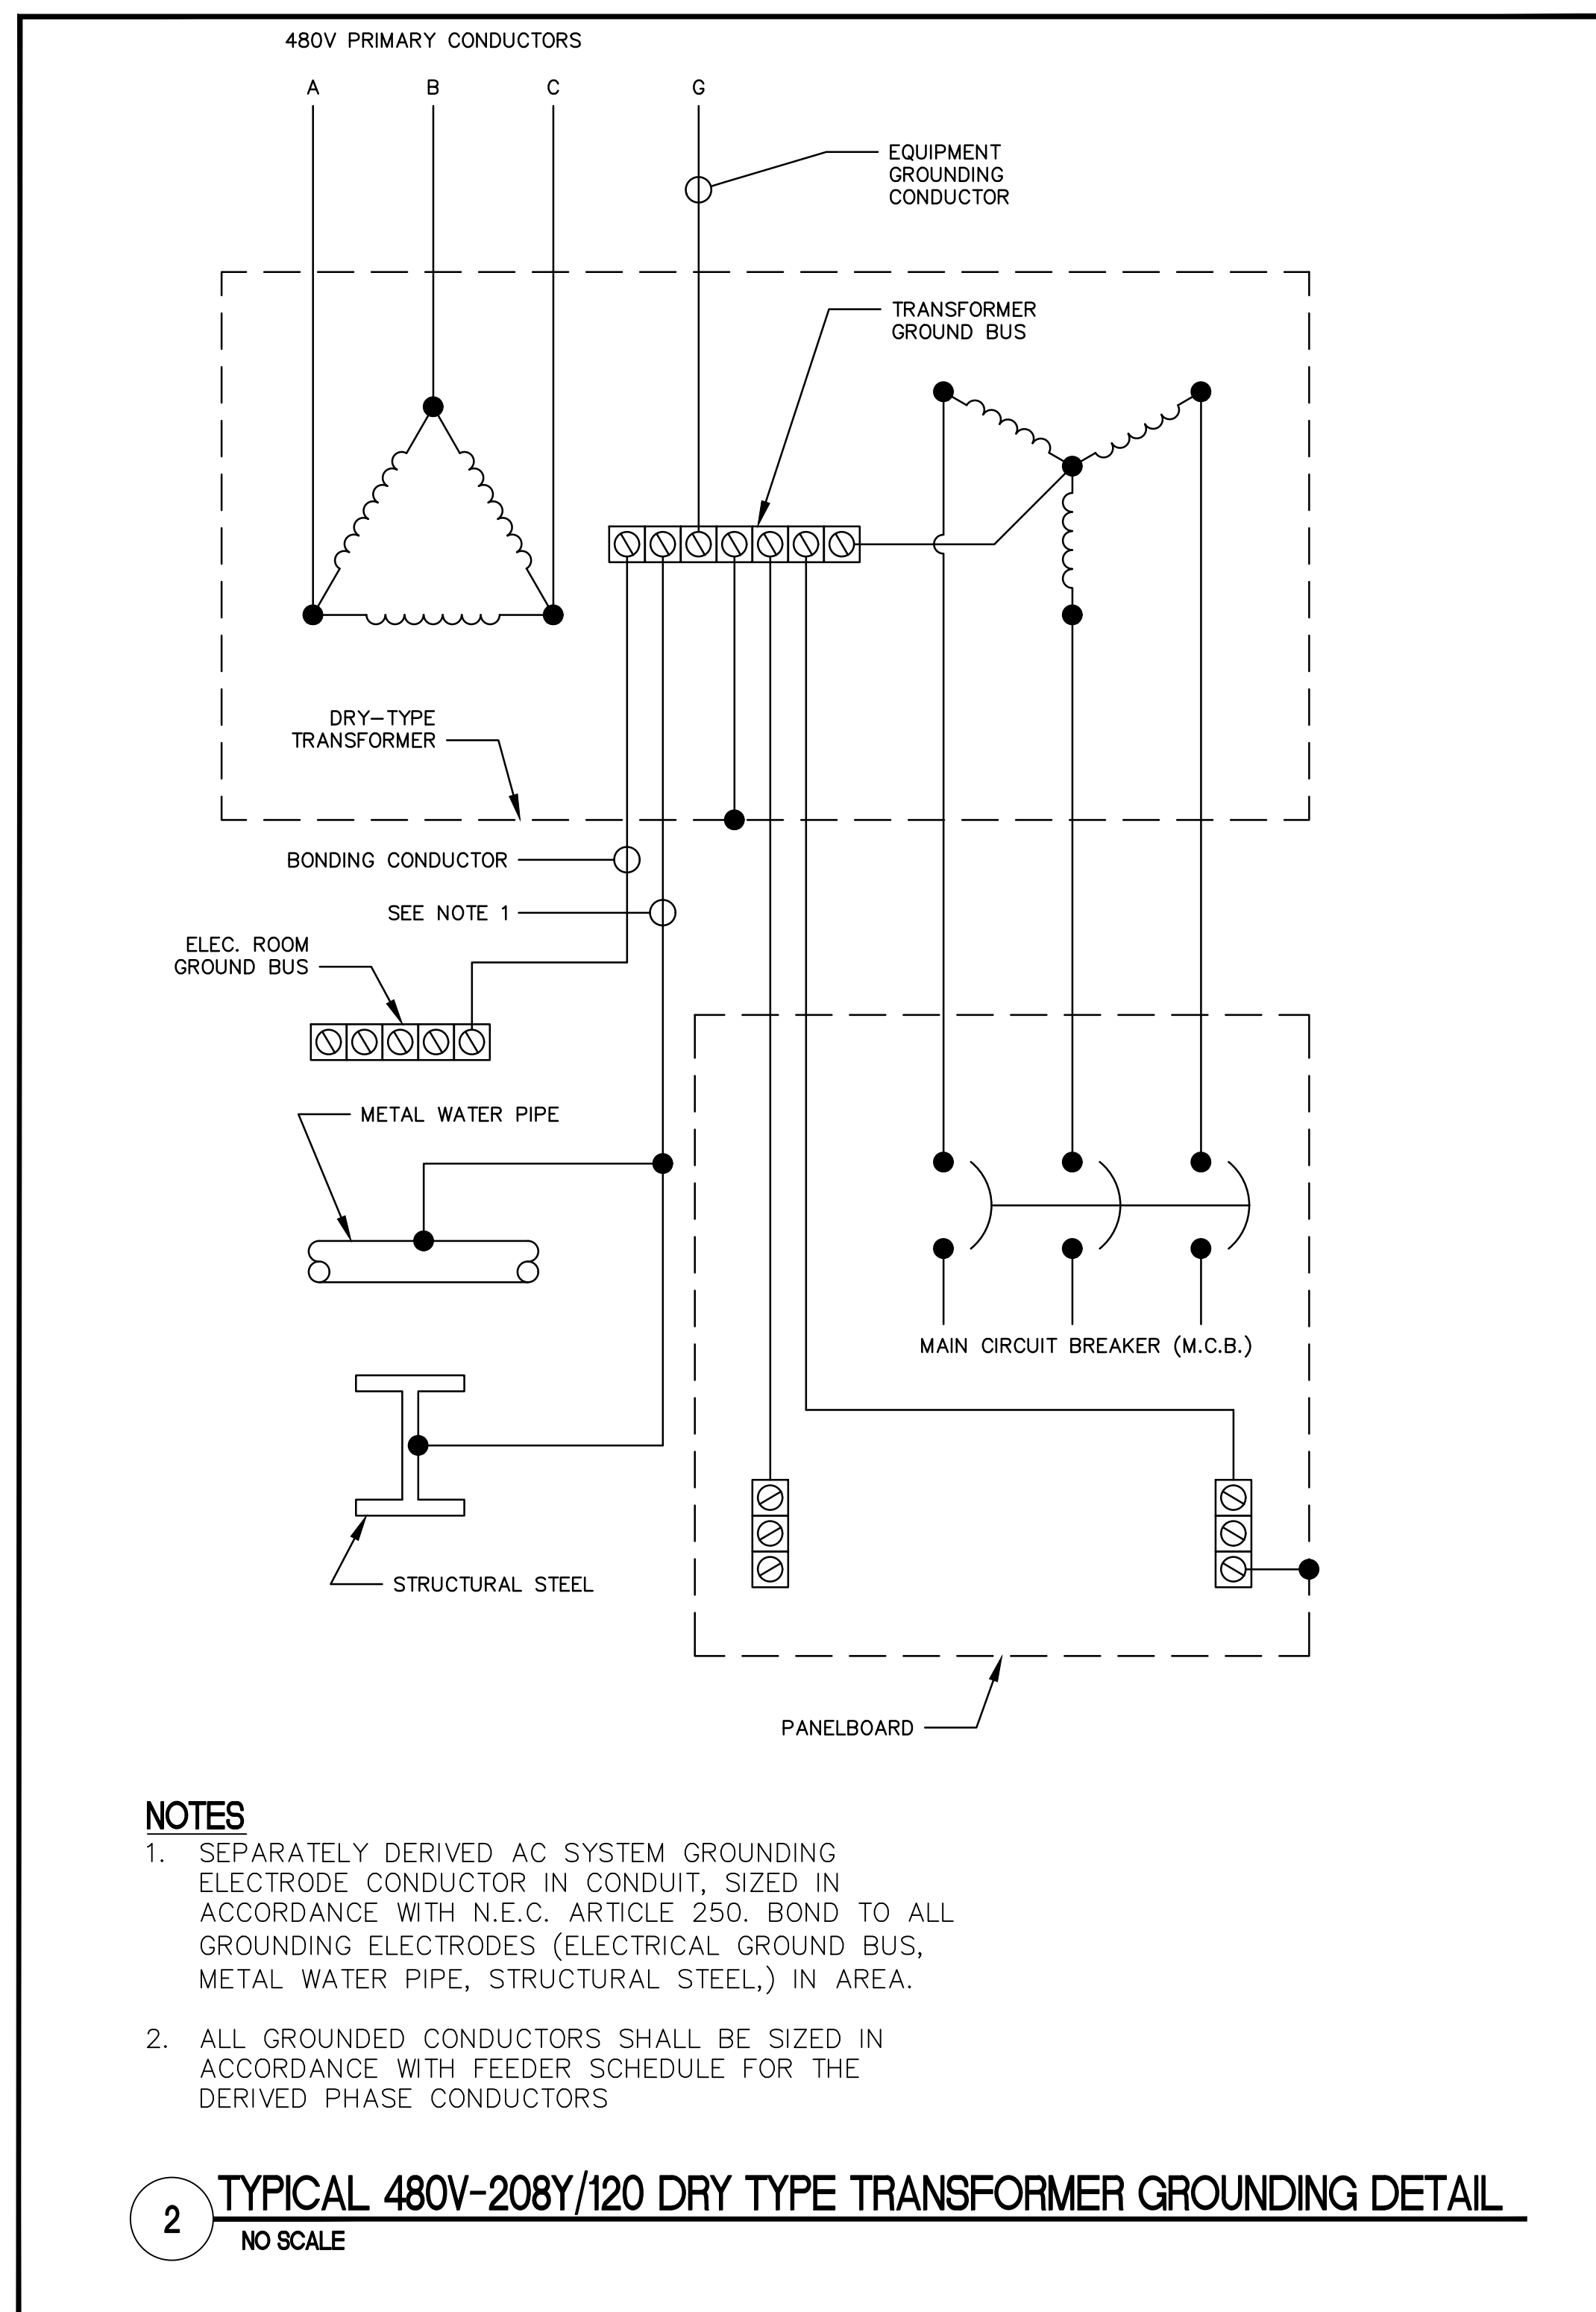 480V PRIMARY CONDUCTORS
A B C G
EQUIPMENT
GROUNDING
CONDUCTOR
TRANSFORMER
GROUND BUS
DRY-TYPE
TRANSFORMER
BONDING CONDUCTOR
SEE NOTE 1
ELEC. ROOM
GROUND BUS
METAL WATER PIPE
MAIN CIRCUIT BREAKER (M.C.B.)
STRUCTURAL STEEL
PANELBOARD
NOTES
1. SEPARATELY DERIVED AC SYSTEM GROUNDING
ELECTRODE CONDUCTOR IN CONDUIT, SIZED IN
ACCORDANCE WITH N.E.C. ARTICLE 250. BOND TO ALL
GROUNDING ELECTRODES (ELECTRICAL GROUND BUS,
METAL WATER PIPE, STRUCTURAL STEEL,) IN AREA.
2. ALL GROUNDED CONDUCTORS SHALL BE SIZED IN
ACCORDANCE WITH FEEDER SCHEDULE FOR THE
DERIVED PHASE CONDUCTORS
2 TYPICAL 480V-208Y/120 DRY TYPE TRANSFORMER GROUNDING DETAIL
NO SCALE